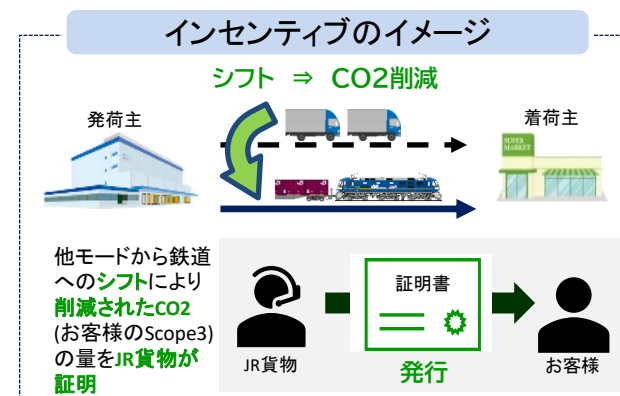 インセンティブのイメージ
シフト ⇒ CO2削減
発荷主
着荷主
SUPER
MARKET
他モードから鉄道
へのシフトにより
削減されたCO2
(お客様のScope3)
の量をJR貨物が
証明
証明書
JR貨物
発行
お客様